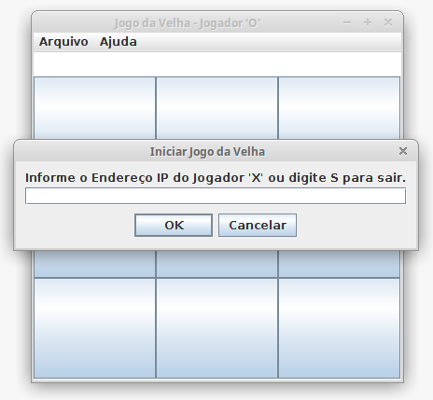 Jogo da Velha - Jogador 'O'
Arquivo Ajuda
Iniciar Jogo da Velha
Informe o Endereço IP do Jogador 'X' ou digite S para sair.
OK Cancelar